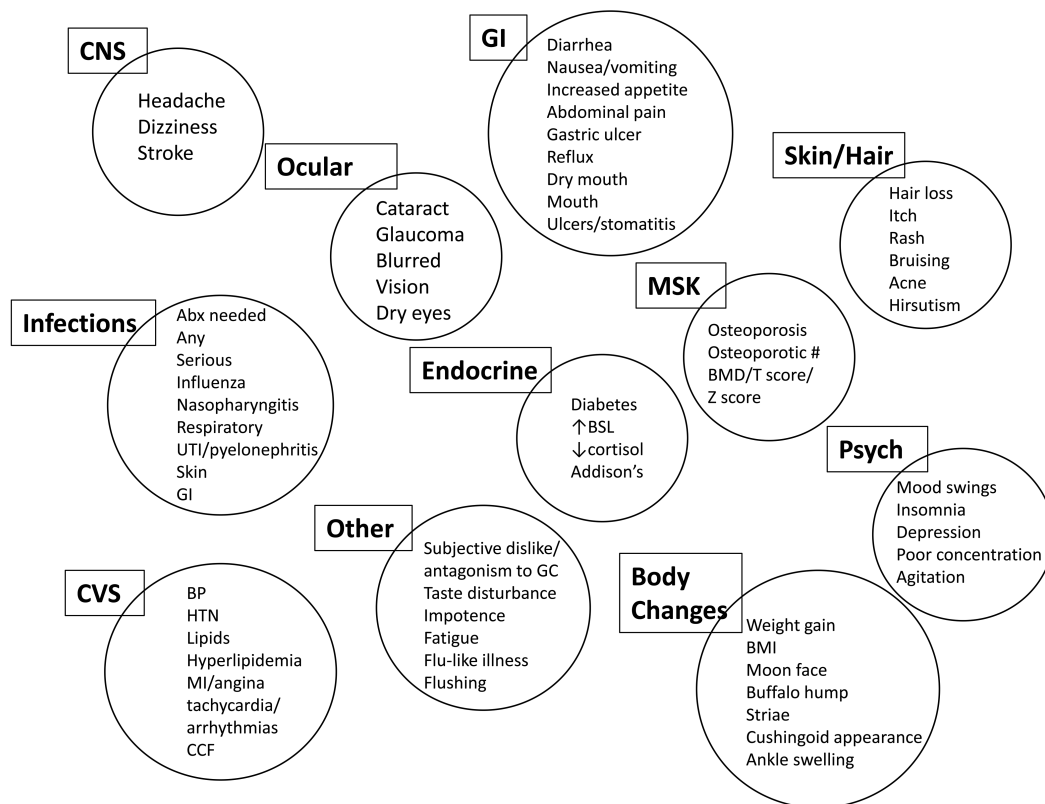 CNS
Headache
Dizziness
Stroke
GI
Diarrhea
Nausea/vomiting
Increased appetite
Abdominal pain
Gastric ulcer
Reflux
Dry mouth
Mouth
Ulcers/stomatitis
Ocular
Cataract
Glaucoma
Blurred
Vision
Dry eyes
Skin/Hair
Hair loss
Itch
Rash
Bruising
Acne
Hirsutism
Infections
Abx needed
Any
Serious
Influenza
Nasopharyngitis
Respiratory
UTI/pyelonephritis
Skin
GI
MSK
Osteoporosis
Osteoporotic #
BMD/T score/
Z score
Endocrine
Diabetes
↑BSL
↓cortisol
Addison’s
Psych
Mood swings
Insomnia
Depression
Poor concentration
Agitation
Other
Subjective dislike/
antagonism to GC
Taste disturbance
Impotence
Fatigue
Flu-like illness
Flushing
CVS
BP
HTN
Lipids
Hyperlipidemia
MI/angina
tachycardia/
arrhythmias
CCF
Body
Changes
Weight gain
BMI
Moon face
Buffalo hump
Striae
Cushingoid appearance
Ankle swelling